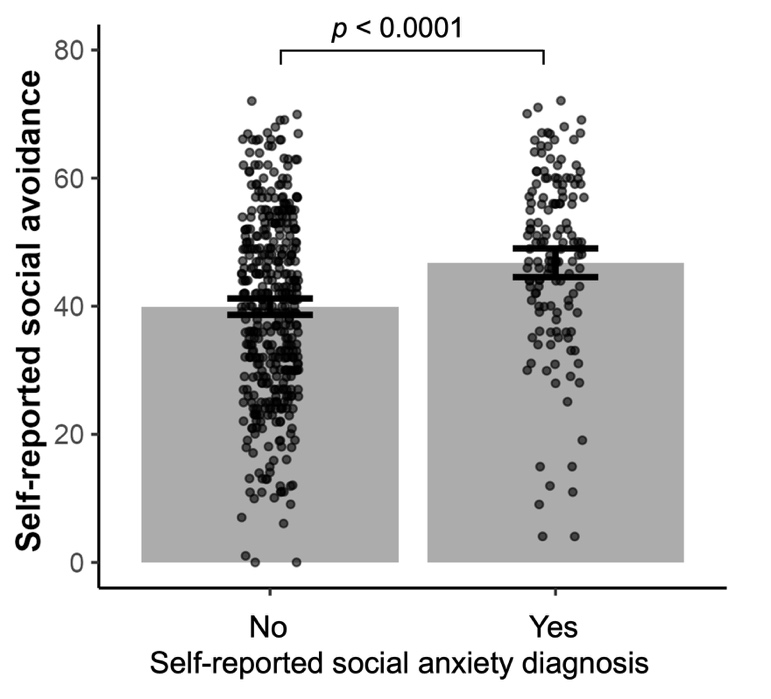 p < 0.0001
Self-reported social avoidance
80
60
40
20
0
No
Yes
Self-reported social anxiety diagnosis